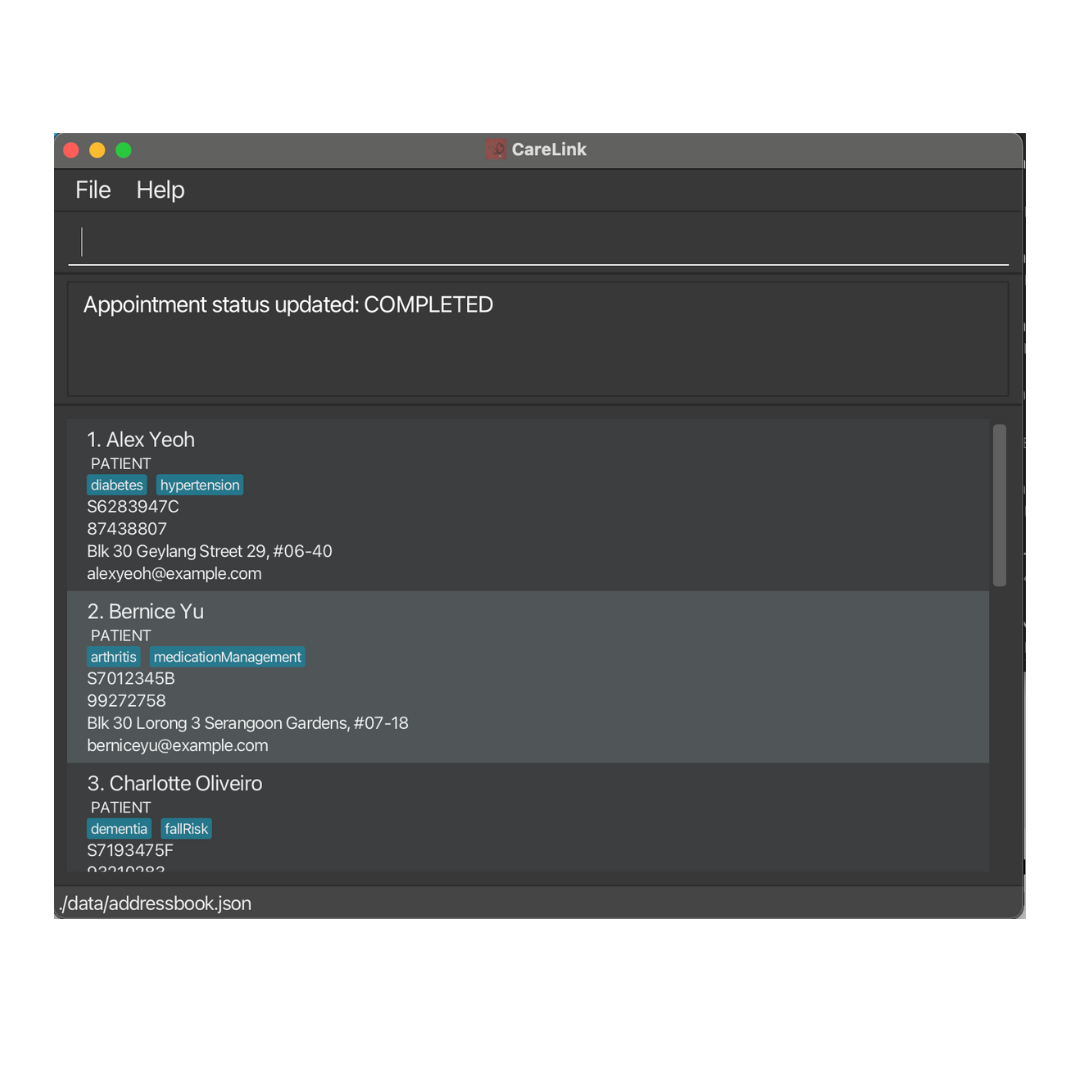 CareLink
File Help
Appointment status updated: COMPLETED
1. Alex Yeoh
PATIENT
diabetes hypertension
S6283947C
87438807
Blk 30 Geylang Street 29, #06-40
alexyeoh@example.com
2. Bernice Yu
PATIENT
arthritis medicationManagement
S7012345B
99272758
Blk 30 Lorong 3 Serangoon Gardens, #07-18
berniceyu@example.com
3. Charlotte Oliveiro
PATIENT
dementia fallRisk
S7193475F
./data/addressbook.json